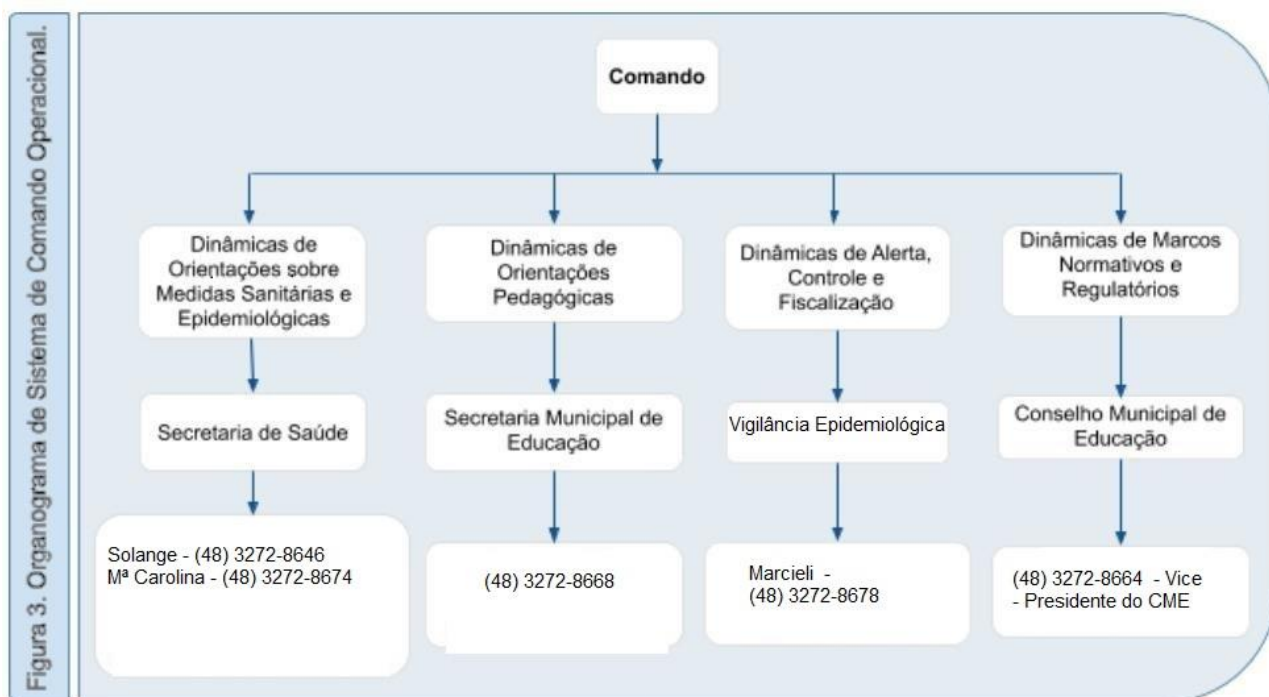 Figura 3. Organograma de Sistema de Comando Operacional.
Comando
Dinâmicas de
Orientações sobre
Medidas Sanitárias e
Epidemiológicas
Dinâmicas de
Orientações
Pedagógicas
Dinâmicas de Alerta,
Controle e
Fiscalização
Dinâmicas de Marcos
Normativos e
Regulatórios
Secretaria de Saúde
Secretaria Municipal de
Educação
Vigilância Epidemiológica
Conselho Municipal de
Educação
Solange - (48) 3272-8646
Mª Carolina - (48) 3272-8674
(48) 3272-8668
Marcieli -
(48) 3272-8678
(48) 3272-8664 - Vice
- Presidente do CME